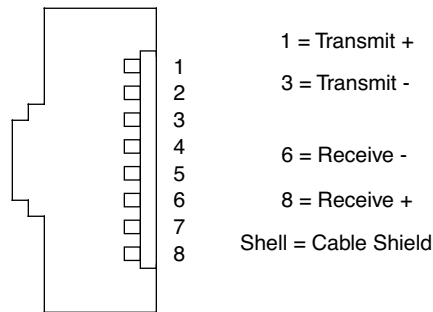 1
2
3
4
5
6
7
8
1 = Transmit +
3 = Transmit -
6 = Receive -
8 = Receive +
Shell = Cable Shield